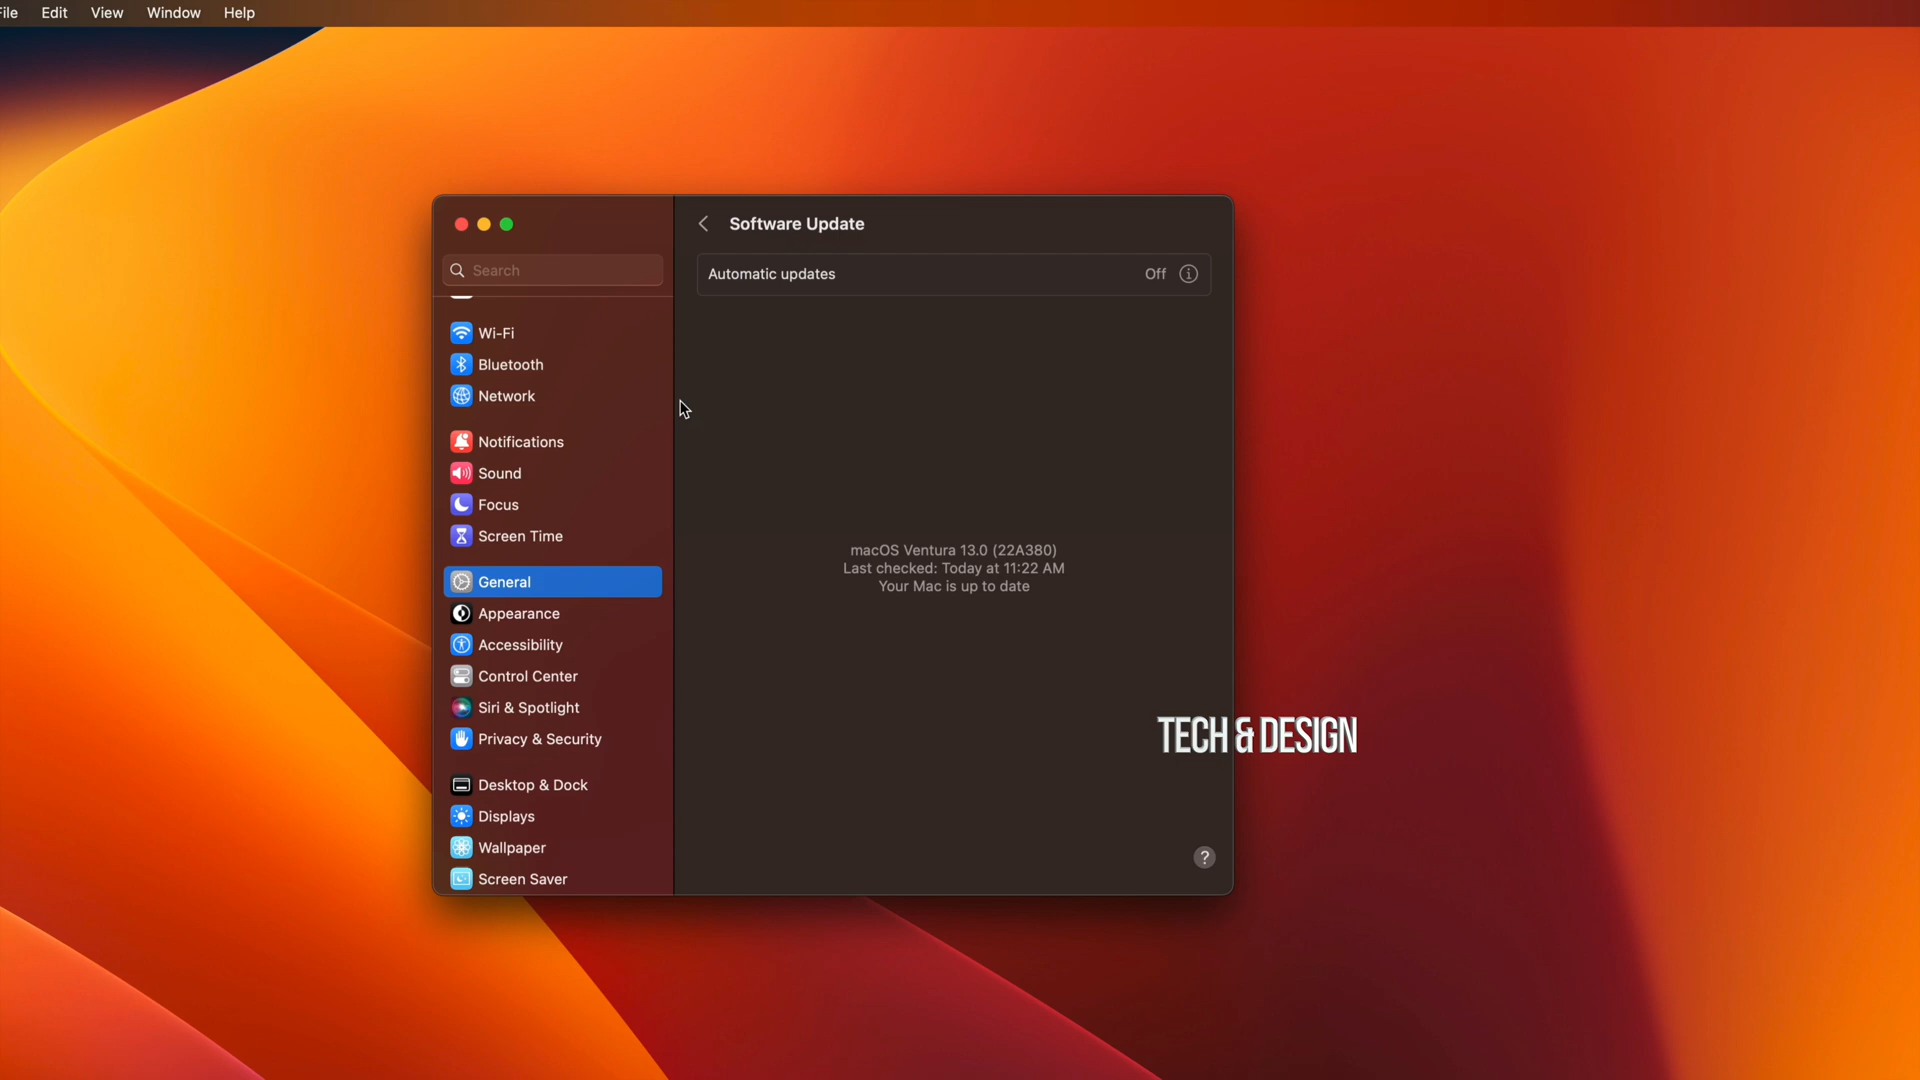 File Edit View Window Help
Software Update
Search
Automatic updates Off
Wi-Fi
Bluetooth
Network
Notifications
Sound
Focus
Screen Time
General
Appearance
Accessibility
Control Center
Siri & Spotlight
Privacy & Security
Desktop & Dock
Displays
Wallpaper
Screen Saver
macOS Ventura 13.0 (22A380)
Last checked: Today at 11:22 AM
Your Mac is up to date
TECH & DESIGN
?